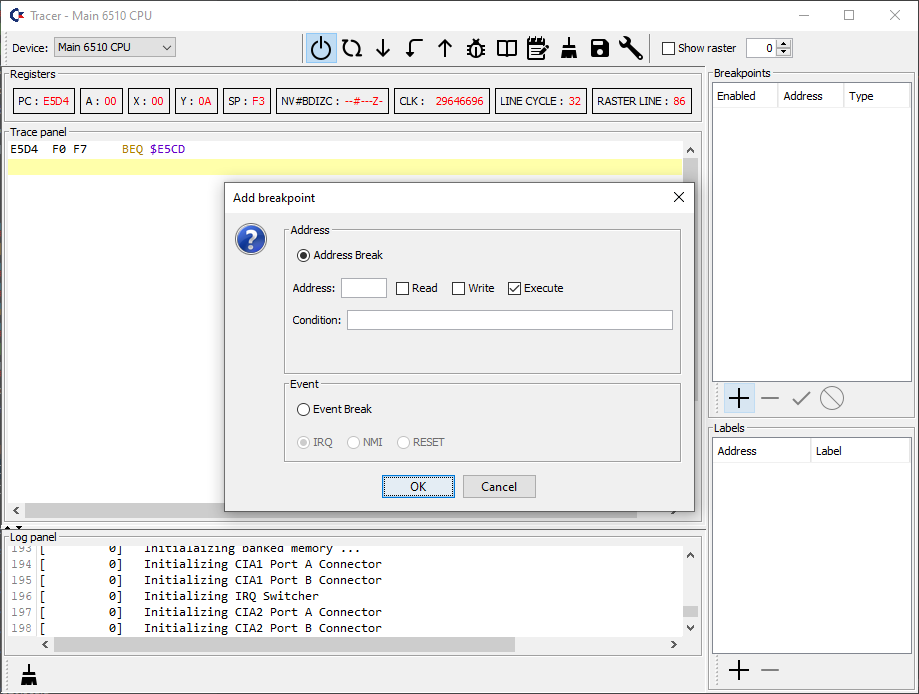 Tracer - Main 6510 CPU
Device: Main 6510 CPU
Show raster 0
Registers
PC : E5D4 A : 00 X : 00 Y : 0A SP : F3 NV#BDIZC : --#---Z- CLK : 29646696 LINE CYCLE : 32 RASTER LINE : 86
Trace panel
E5D4 F0 F7 BEQ $E5CD
Add breakpoint
Address
Address Break
Address: Read Write Execute
Condition:
Event
Event Break
IRQ NMI RESET
OK Cancel
Breakpoints
Enabled Address Type
Labels
Address Label
Log panel
193 [ 0] Initialaizing banked memory ...
194 [ 0] Initializing CIA1 Port A Connector
195 [ 0] Initializing CIA1 Port B Connector
196 [ 0] Initializing IRQ Switcher
197 [ 0] Initializing CIA2 Port A Connector
198 [ 0] Initializing CIA2 Port B Connector